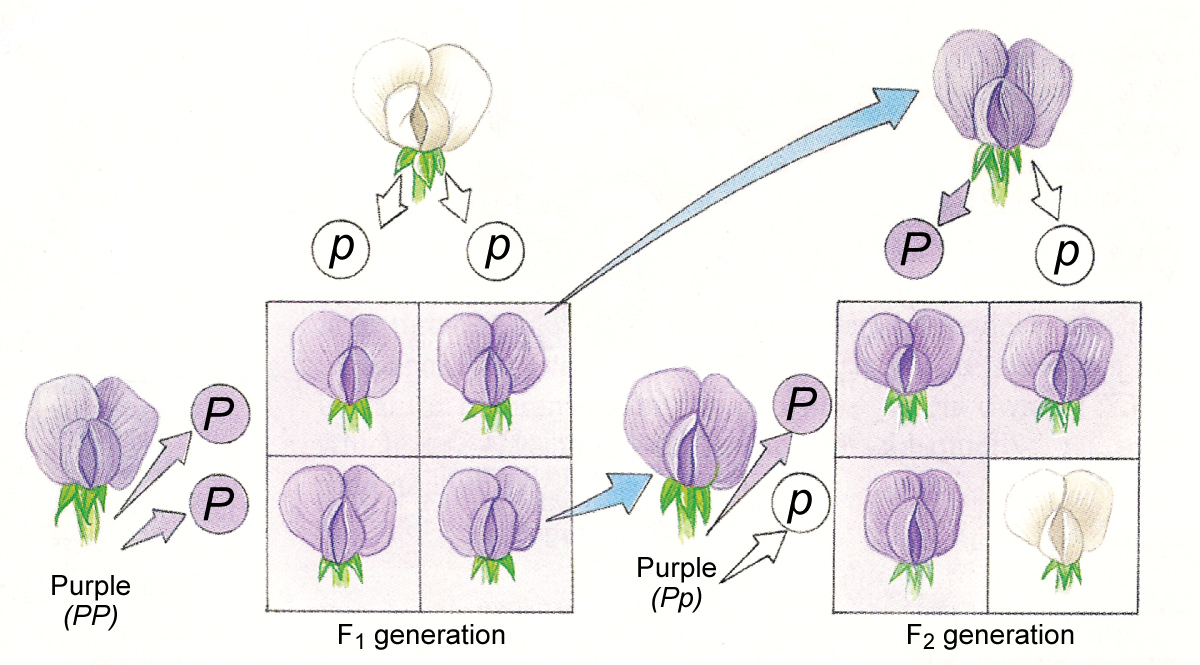 p p
P p
P
P
Purple
(PP)
F₁ generation
P
p
Purple
(Pp)
F₂ generation